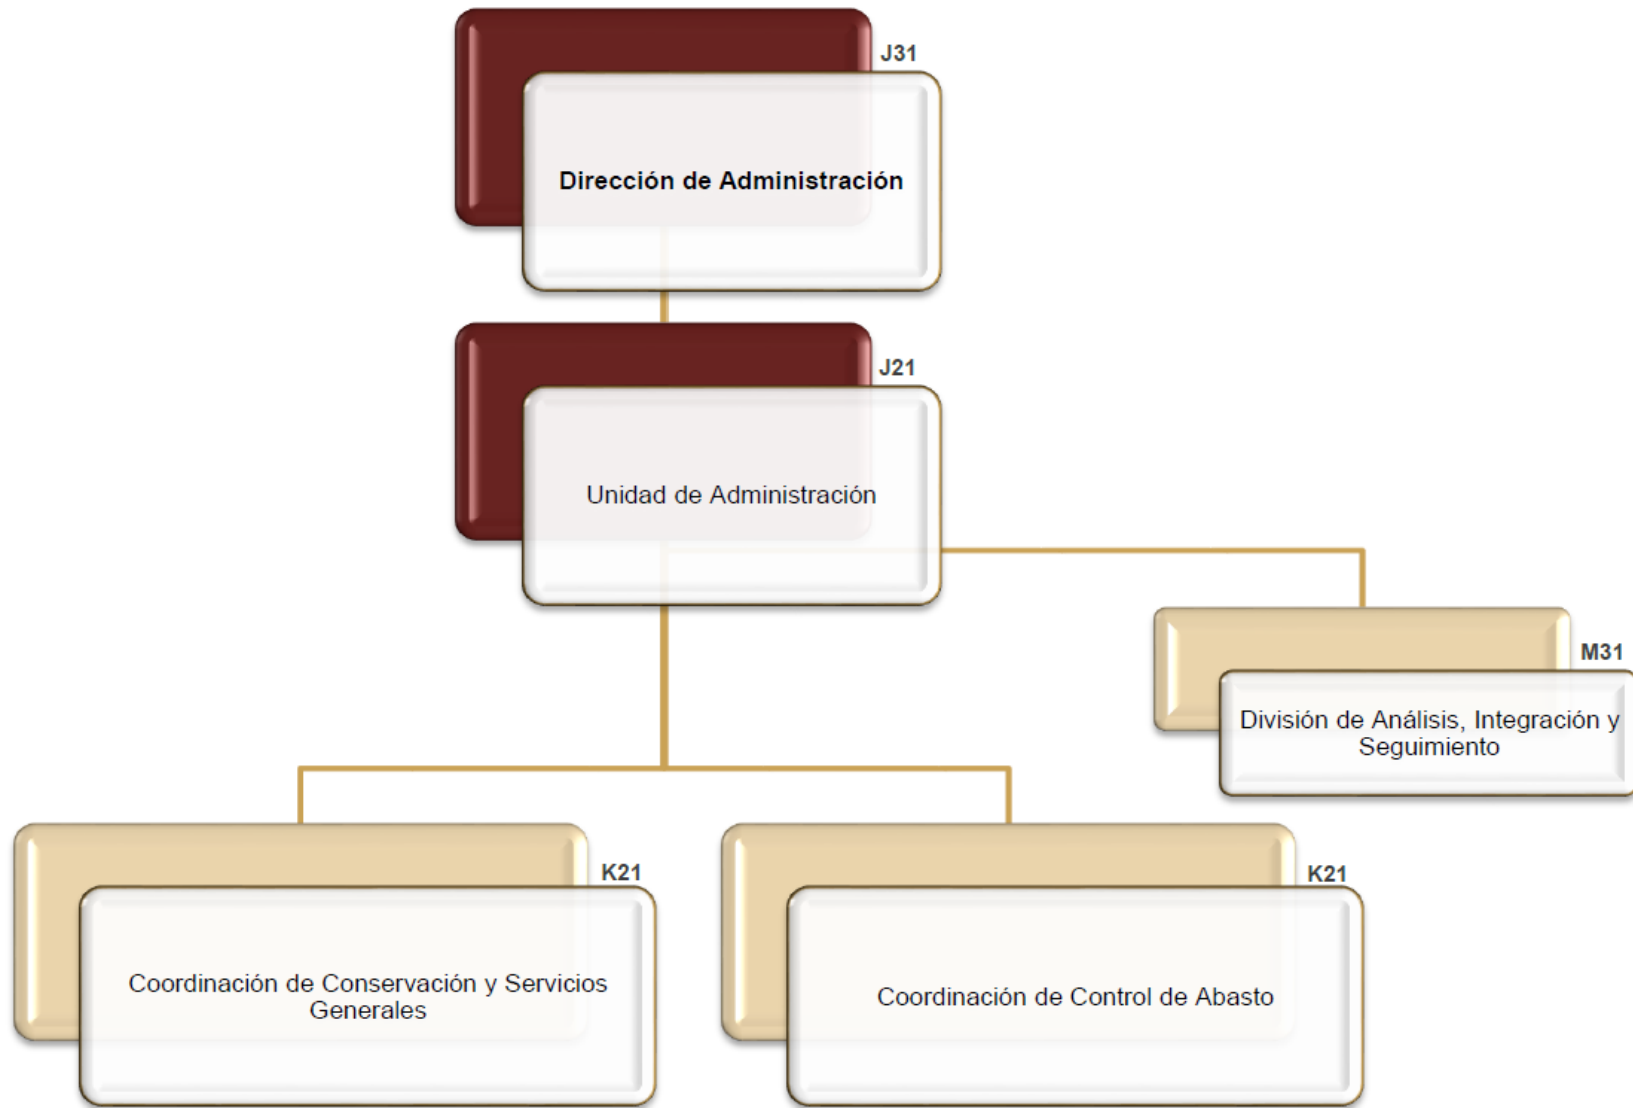 J31
Dirección de Administración
J21
Unidad de Administración
M31
División de Análisis, Integración y
Seguimiento
K21
Coordinación de Conservación y Servicios
Generales
K21
Coordinación de Control de Abasto